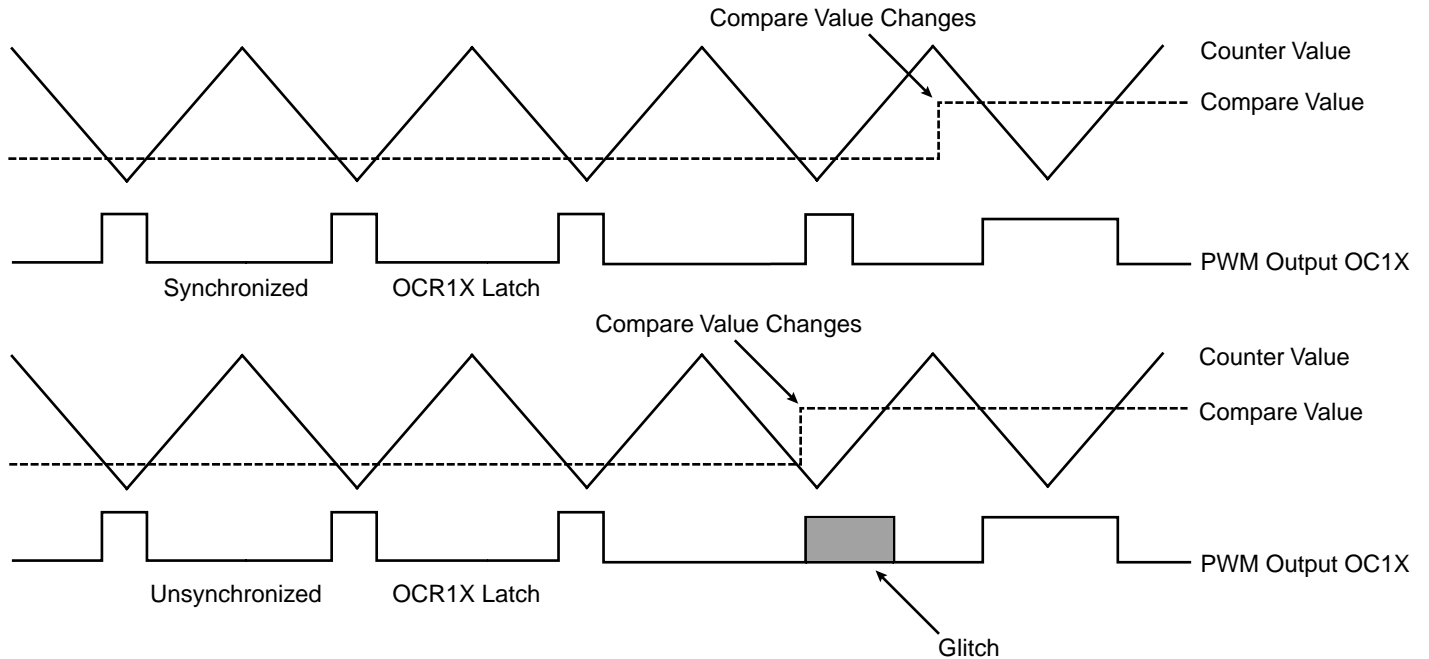 Compare Value Changes
Counter Value
Compare Value
PWM Output OC1X
Synchronized OCR1X Latch
Compare Value Changes
Counter Value
Compare Value
PWM Output OC1X
Unsynchronized OCR1X Latch
Glitch